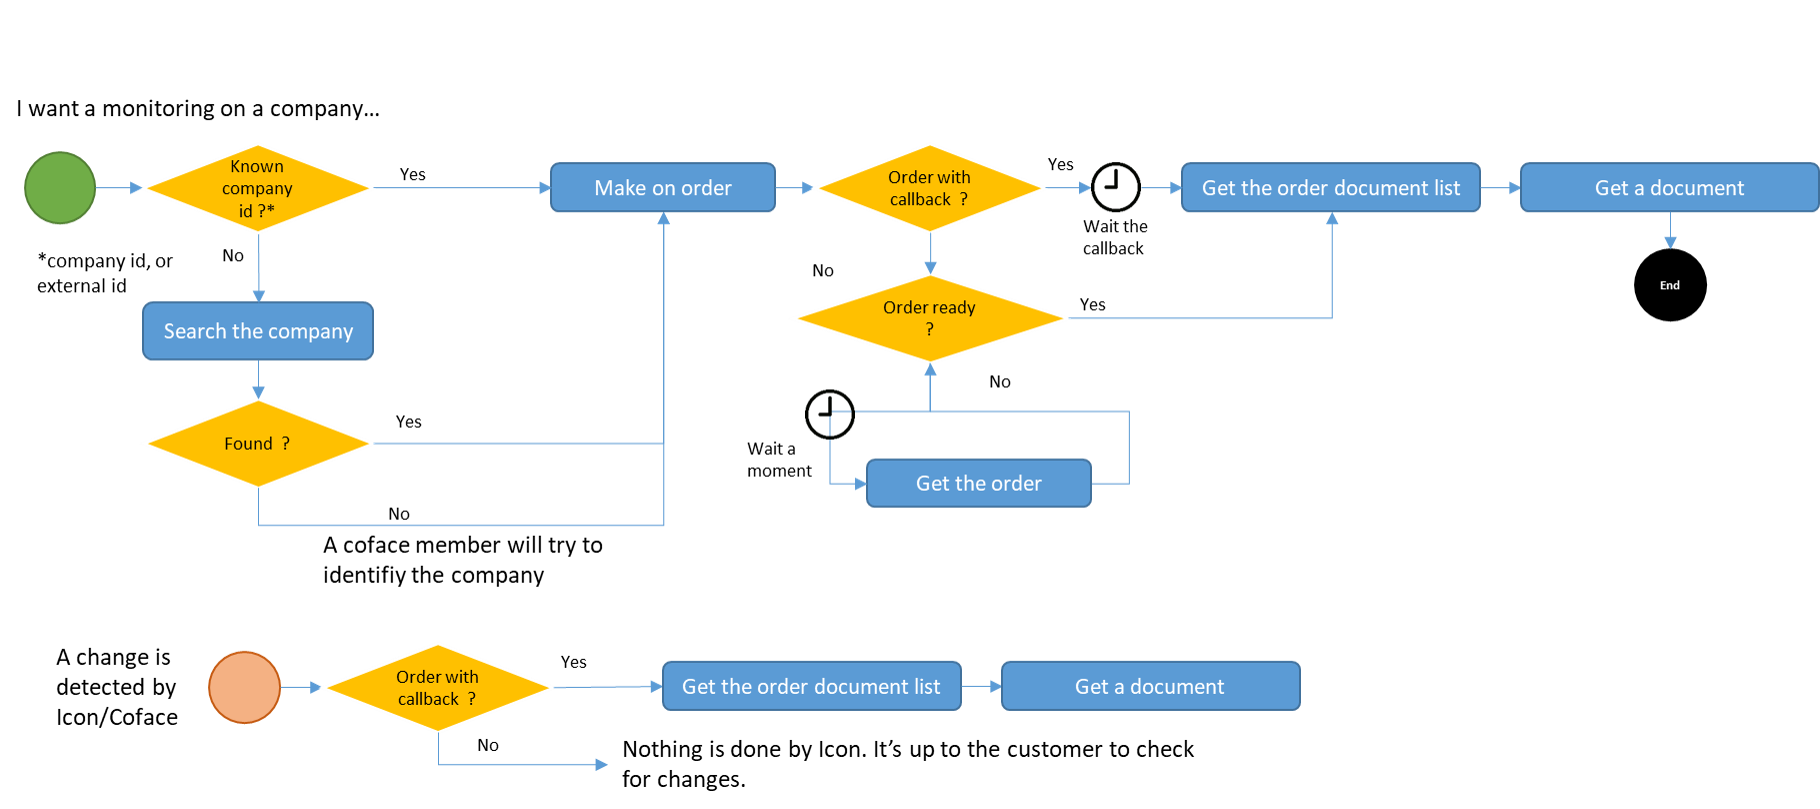 I want a monitoring on a company...
Known
company
id ?*
Yes
Make on order
Order with
callback ?
Yes
Wait the
callback
Get the order document list
Get a document
End
No
*company id, or
external id
Search the company
Found ?
Yes
No
A coface member will try to
identifiy the company
No
Order ready
?
Yes
No
Wait a
moment
Get the order
A change is
detected by
Icon/Coface
Order with
callback ?
Yes
Get the order document list
Get a document
No
Nothing is done by Icon. It’s up to the customer to check
for changes.